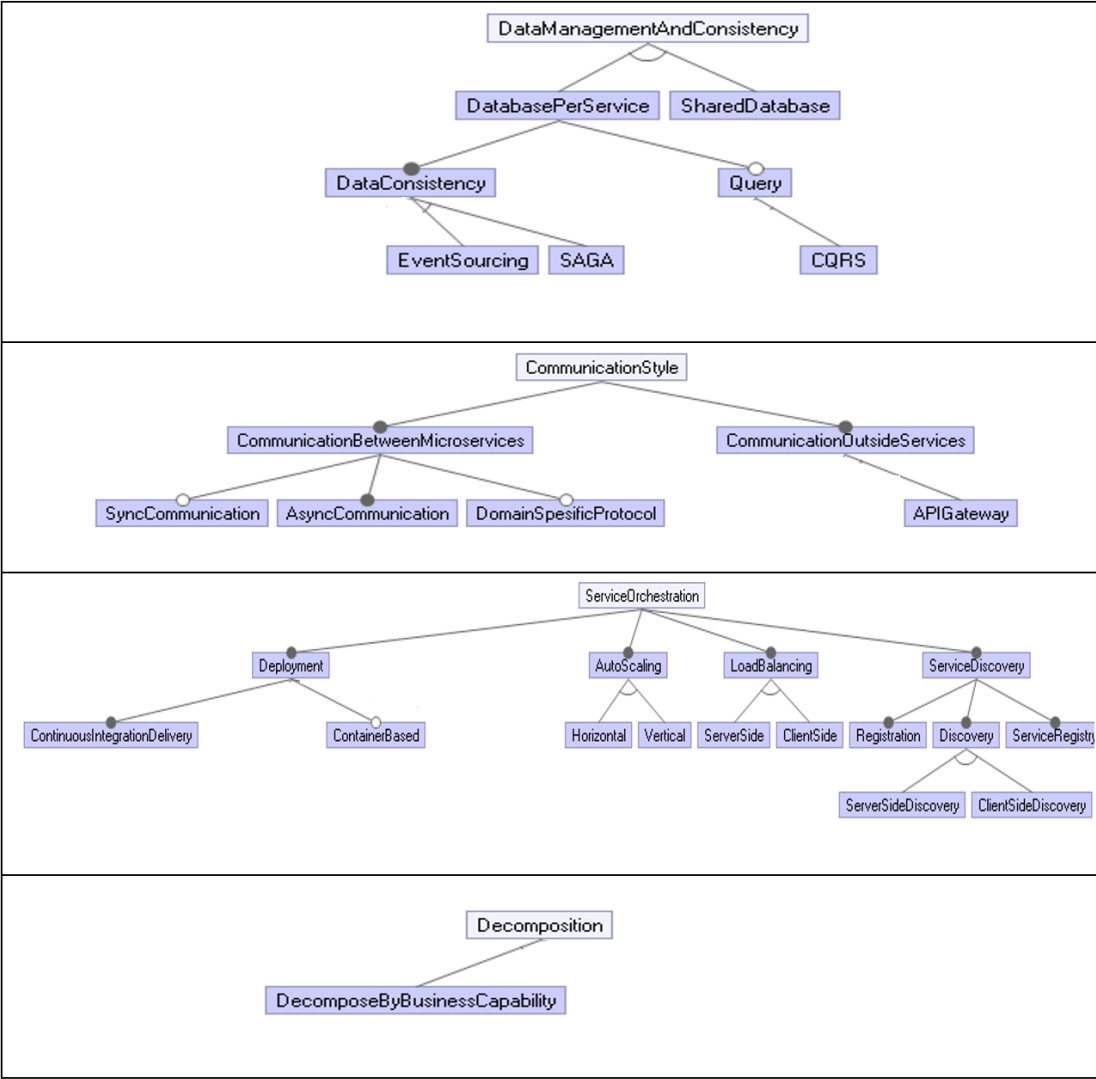 DataManagementAndConsistency
DatabasePerService SharedDatabase
DataConsistency Query
EventSourcing SAGA CQRS
CommunicationStyle
CommunicationBetweenMicroservices CommunicationOutsideServices
SyncCommunication AsyncCommunication DomainSpesificProtocol APIGateway
ServiceOrchestration
Deployment AutoScaling LoadBalancing ServiceDiscovery
ContinuousIntegrationDelivery ContainerBased Horizontal Vertical ServerSide ClientSide Registration Discovery ServiceRegistry
ServerSideDiscovery ClientSideDiscovery
Decomposition
DecomposeByBusinessCapability